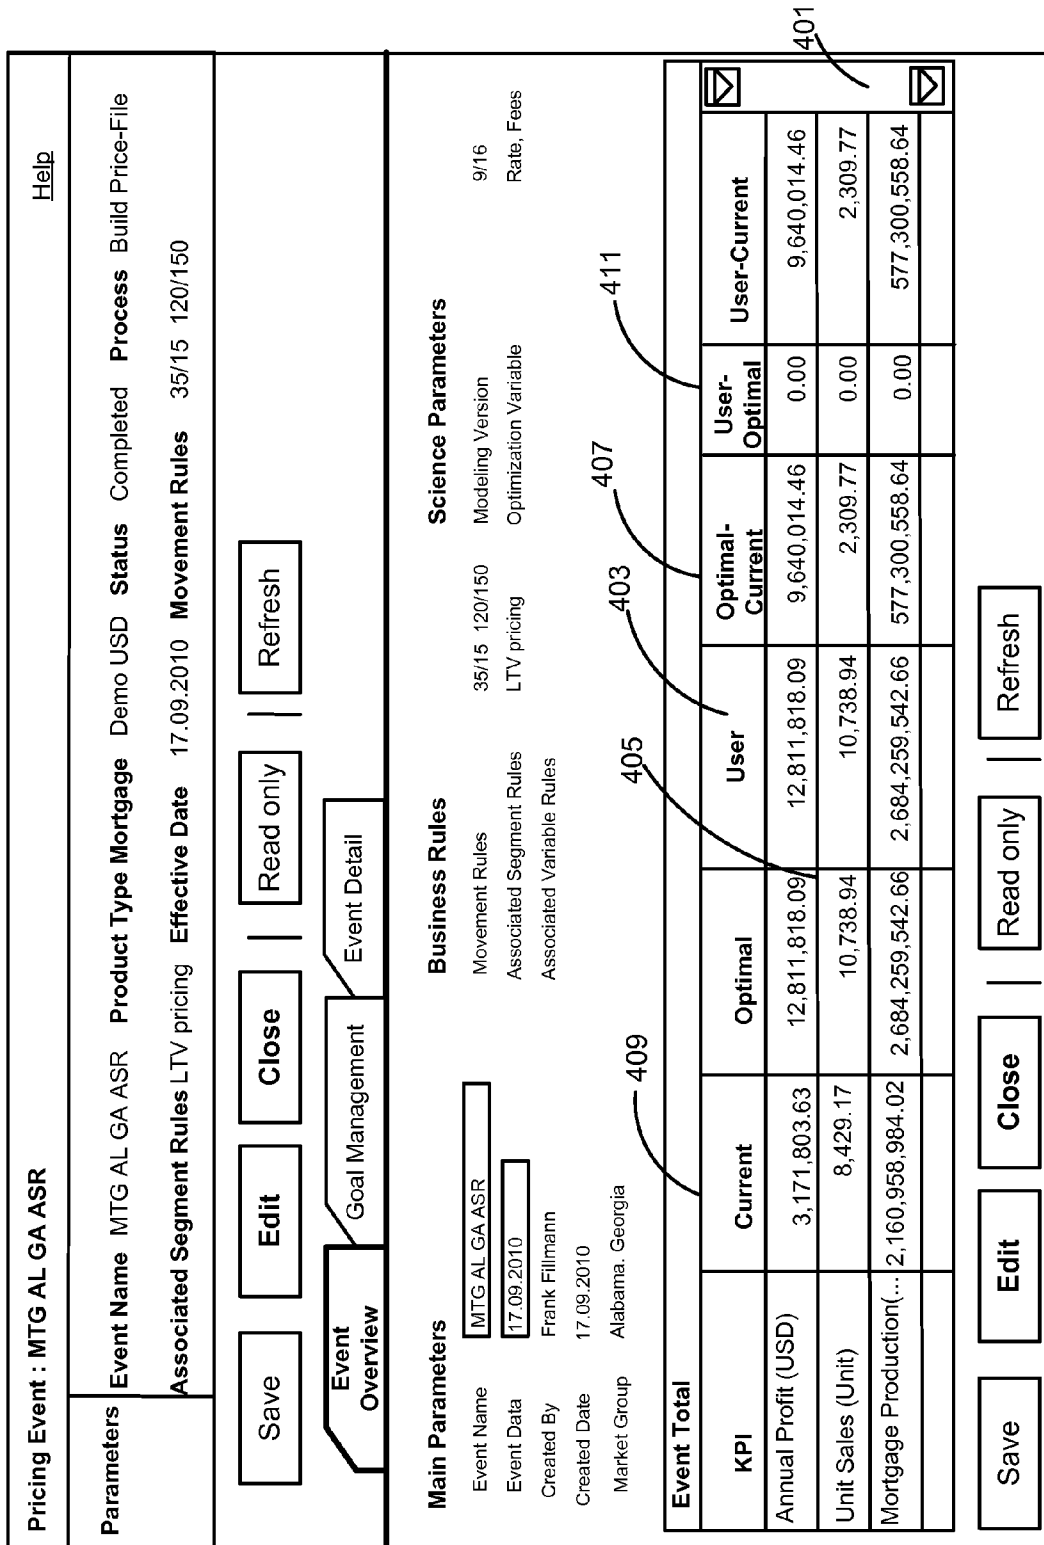 Pricing Event : MTG AL GA ASR
Help
Parameters
Event Name MTG AL GA ASR Product Type Mortgage Demo USD Status Completed Process Build Price-File
Associated Segment Rules LTV pricing Effective Date 17.09.2010 Movement Rules 35/15 120/150
Save Edit Close | Read only | Refresh
Event Overview Goal Management Event Detail
Main Parameters Business Rules Science Parameters
Event Name MTG AL GA ASR Movement Rules 35/15 120/150 Modeling Version 9/16
Event Data 17.09.2010 Associated Segment Rules LTV pricing Optimization Variable Rate, Fees
Created By Frank Fillmann Associated Variable Rules
Created Date 17.09.2010
Market Group Alabama. Georgia
409 405 403 407 411 401
Event Total
KPI Current Optimal User Optimal-Current User-Optimal User-Current
Annual Profit (USD) 3,171,803.63 12,811,818.09 12,811,818.09 9,640,014.46 0.00 9,640,014.46
Unit Sales (Unit) 8,429.17 10,738.94 10,738.94 2,309.77 0.00 2,309.77
Mortgage Production(... 2,160,958,984.02 2,684,259,542.66 2,684,259,542.66 577,300,558.64 0.00 577,300,558.64
Save Edit Close | Read only | Refresh